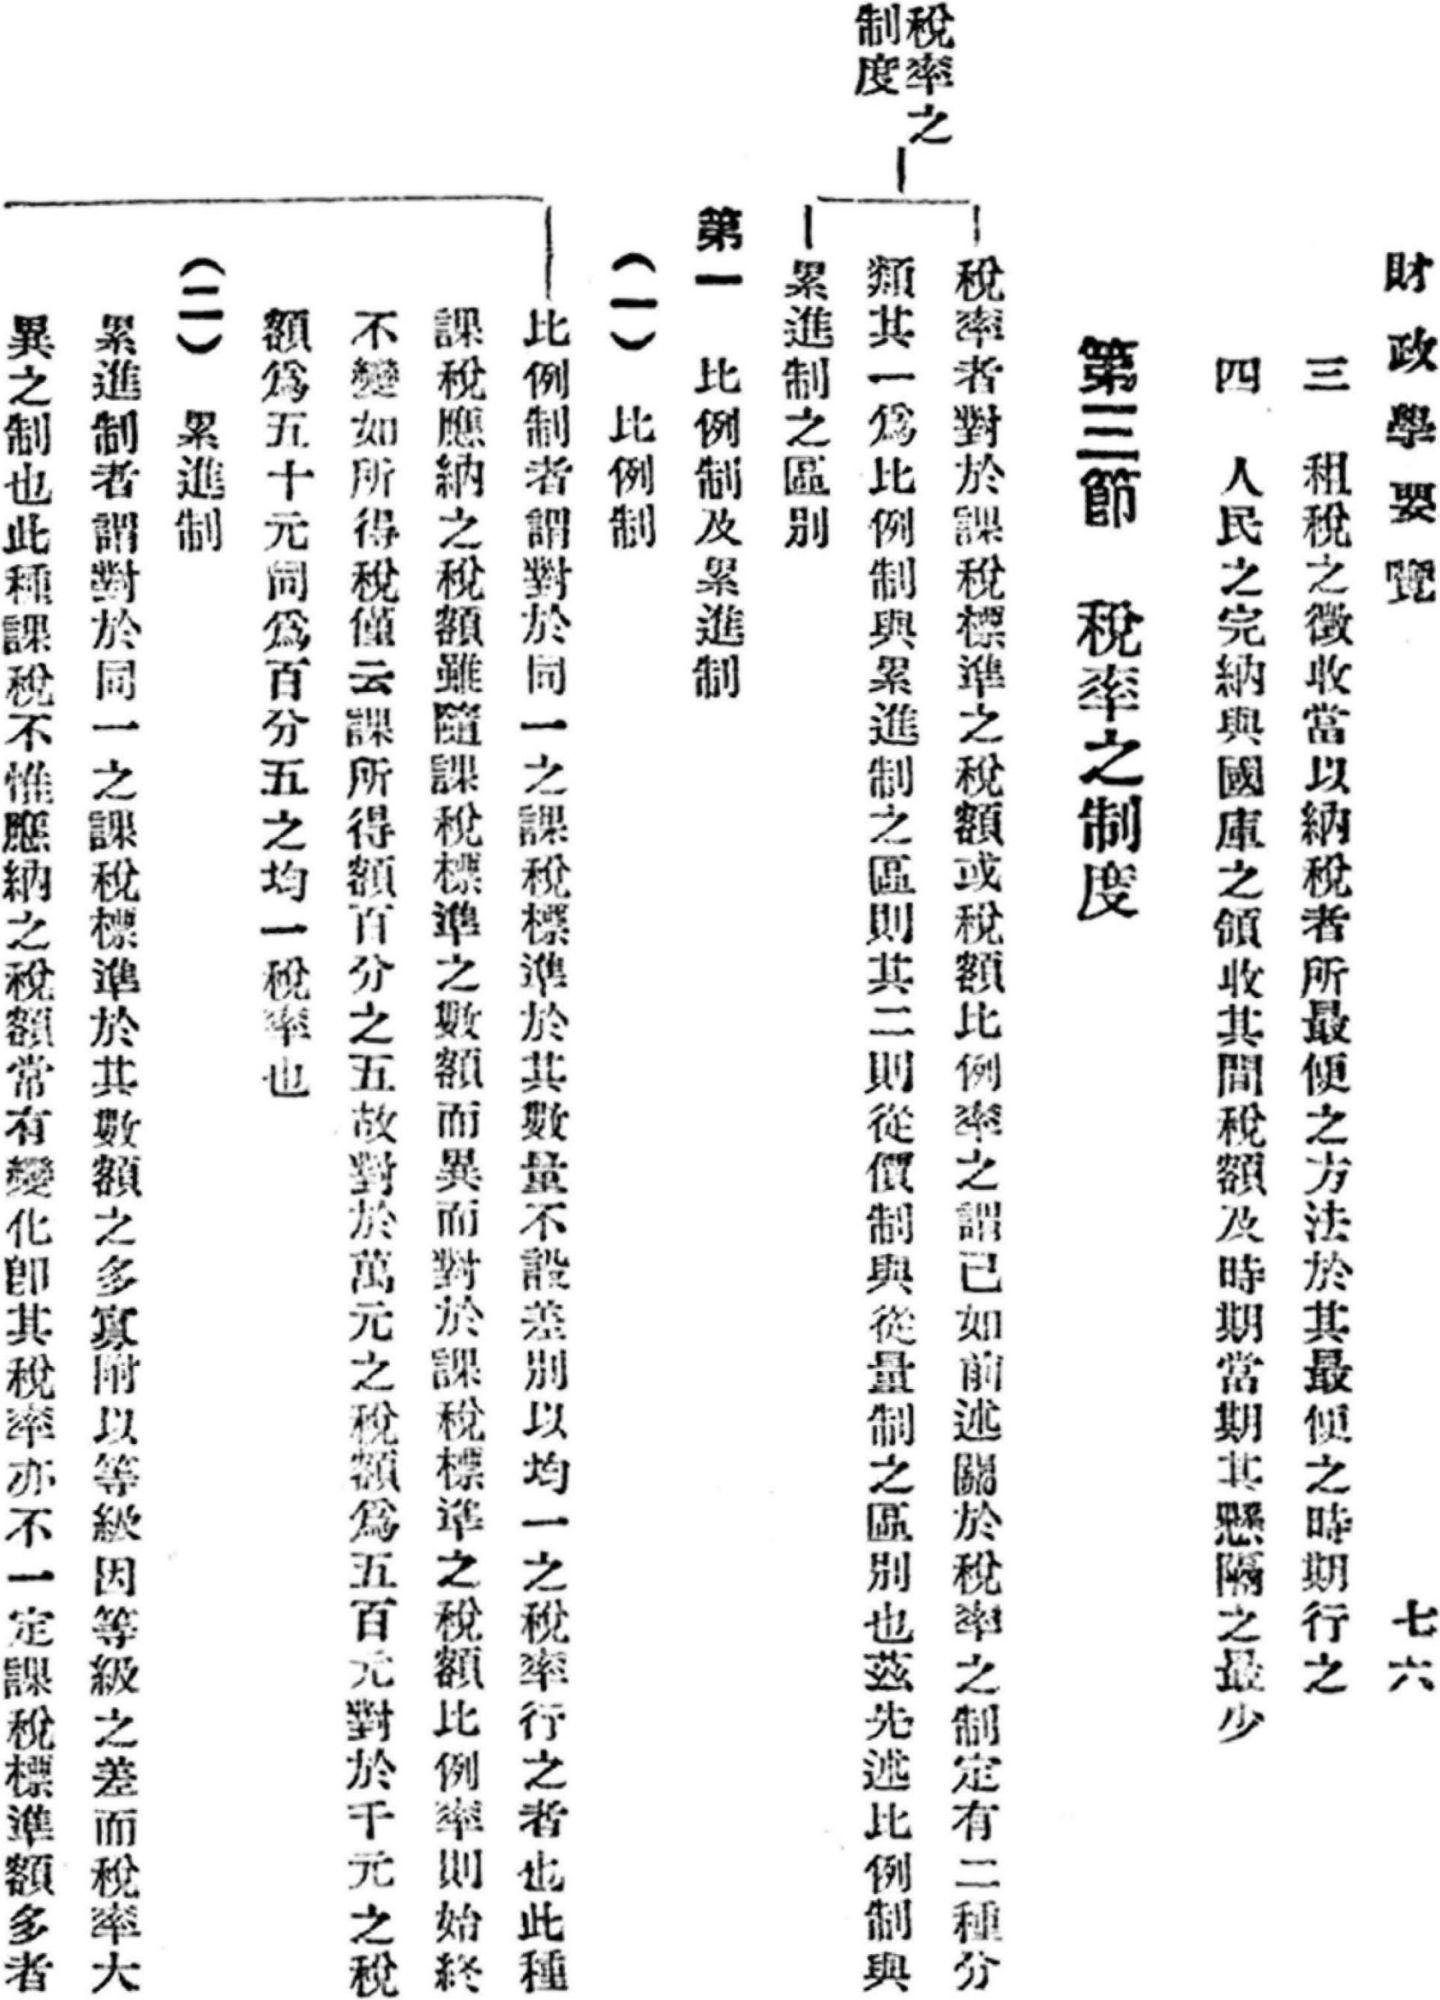 財政學要覽　七六
三　租稅之徵收當以納稅者所最便之方法於其最便之時期行之
四　人民之完納與國庫之領收其間稅額及時期當期其懸隔之最少
第三節　稅率之制度
稅率之
制度
稅率者對於課稅標準之稅額或稅額比例率之謂已如前述關於稅率之制定有二種分
類其一爲比例制與累進制之區則其二則從價制與從量制之區別也茲先述比例制與
累進制之區別
第一　比例制及累進制
（一）　比例制
比例制者謂對於同一之課稅標準於其數量不設差別以均一之稅率行之者也此種
課稅應納之稅額雖隨課稅標準之數額而異而對於課稅標準之稅額比例率則始終
不變如所得稅僅云課所得額百分之五故對於萬元之稅額爲五百元對於千元之稅
額爲五十元同爲百分五之均一稅率也
（二）　累進制
累進制者謂對於同一之課稅標準於其數額之多寡附以等級因等級之差而稅率大
異之制也此種課稅不惟應納之稅額常有變化卽其稅率亦不一定課稅標準額多者